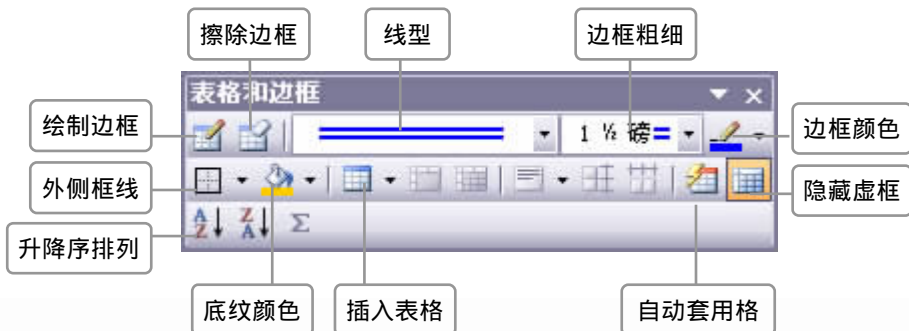 擦除边框
线型
边框粗细
表格和边框
绘制边框
1 ½ 磅
边框颜色
外侧框线
隐藏虚框
A Z
Z A
Σ
升降序排列
底纹颜色
插入表格
自动套用格